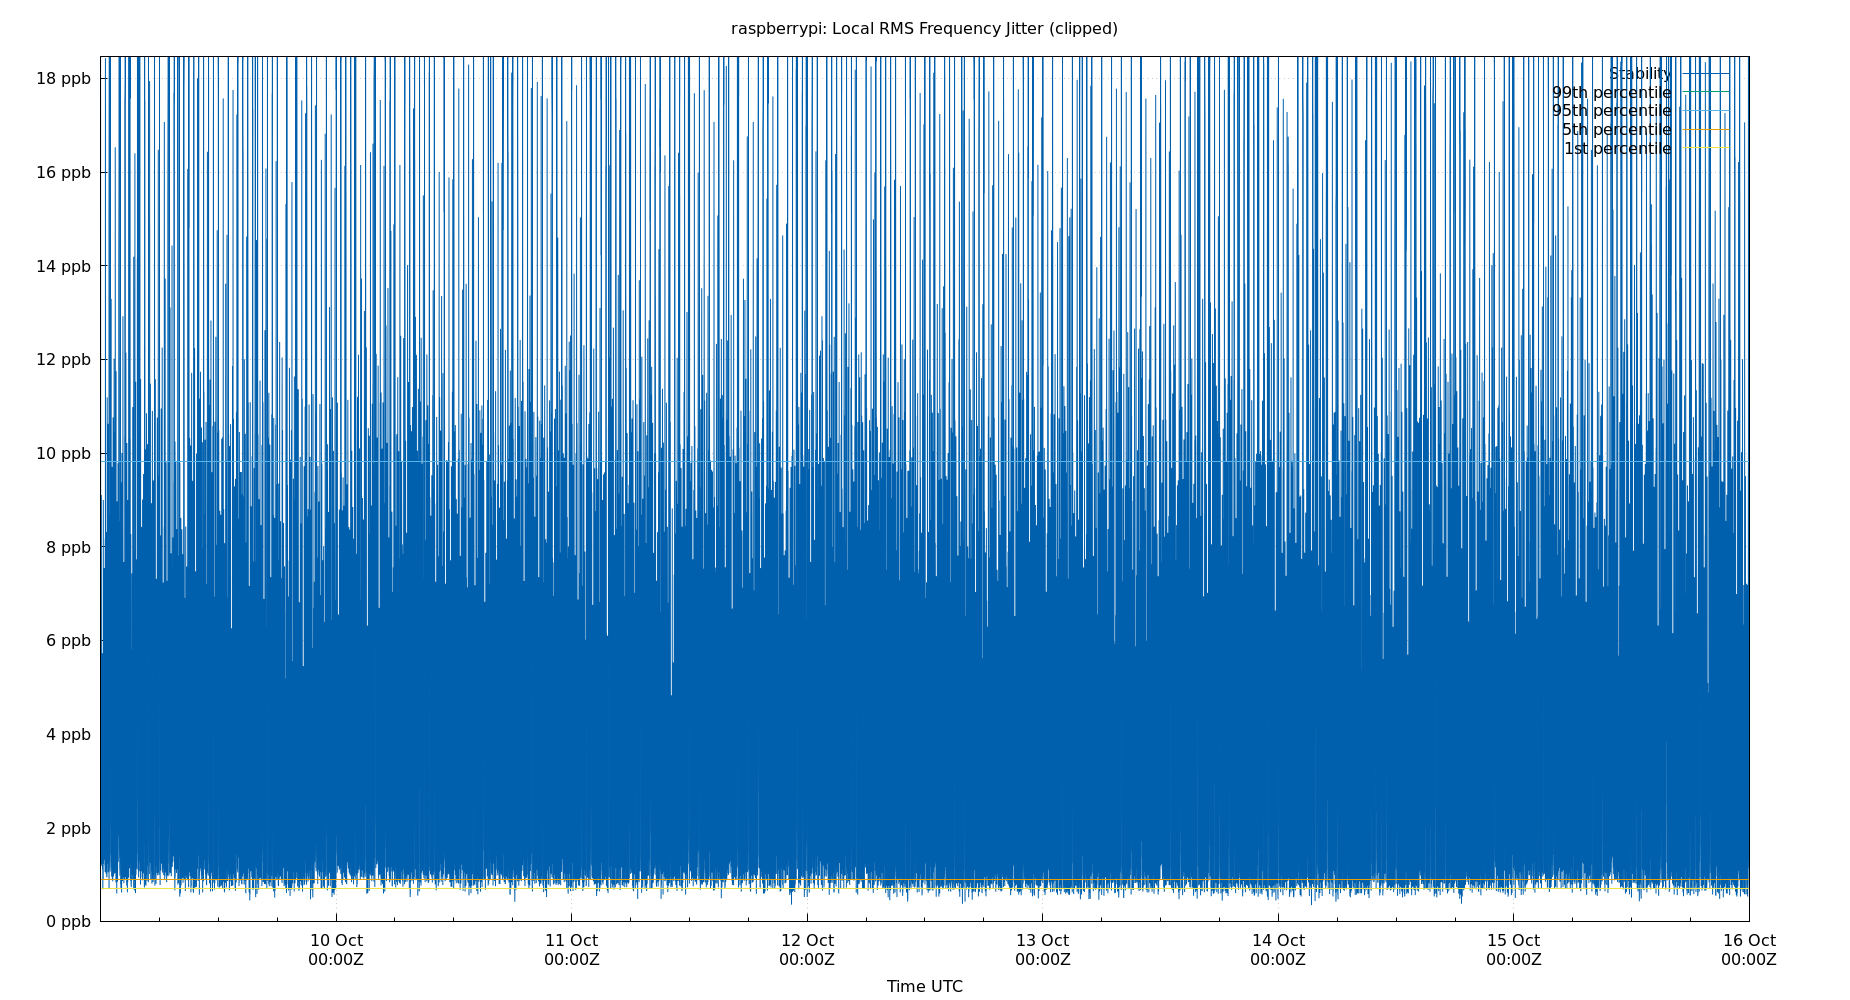 raspberrypi: Local RMS Frequency Jitter (clipped)
18 ppb
16 ppb
14 ppb
12 ppb
10 ppb
8 ppb
6 ppb
4 ppb
2 ppb
0 ppb
Stability
99th percentile
95th percentile
5th percentile
1st percentile
10 Oct
00:00Z
11 Oct
00:00Z
12 Oct
00:00Z
13 Oct
00:00Z
14 Oct
00:00Z
15 Oct
00:00Z
16 Oct
00:00Z
Time UTC